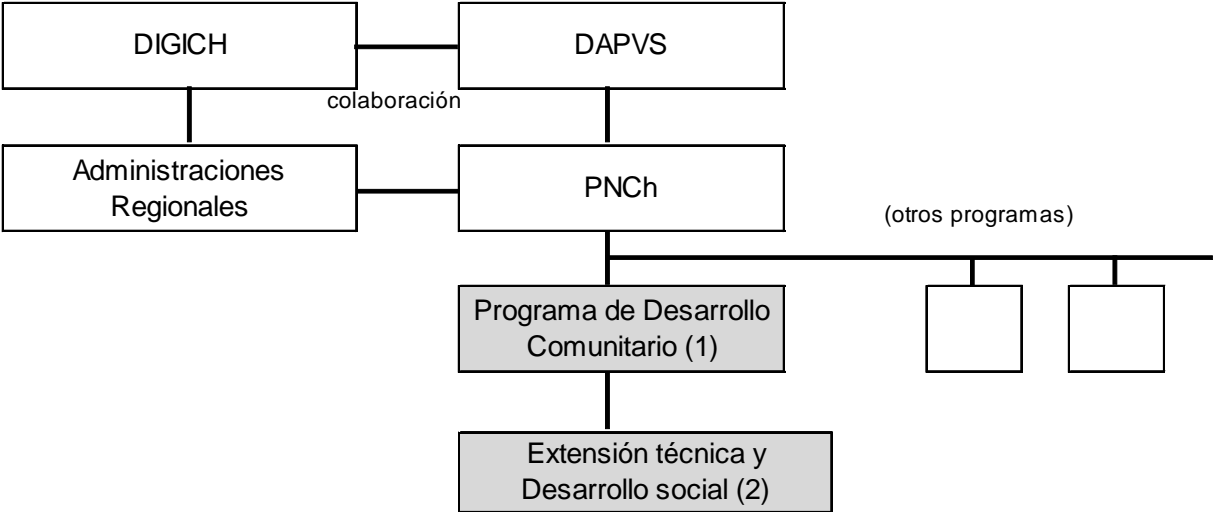 DIGICH
DAPVS
colaboración
Administraciones
Regionales
PNCh
(otros programas)
Programa de Desarrollo
Comunitario (1)
Extensión técnica y
Desarrollo social (2)